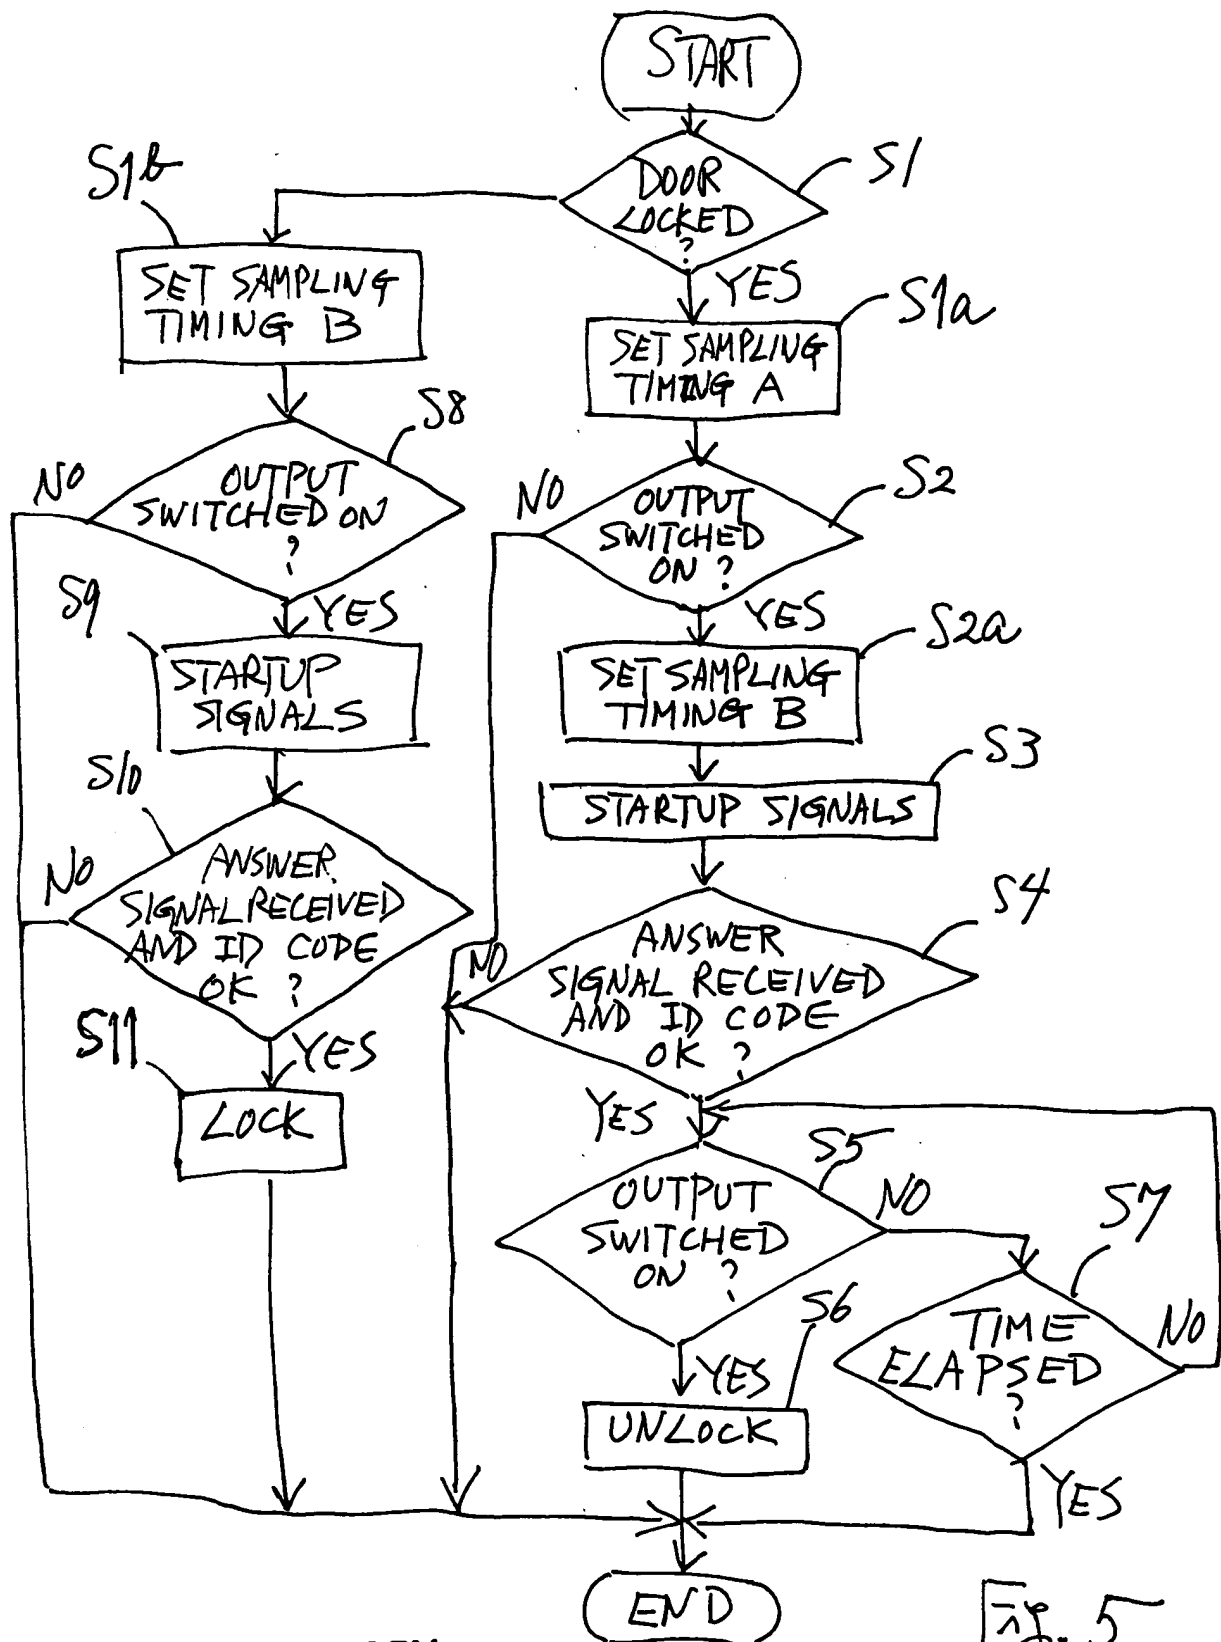 START
DOOR
LOCKED
?
S1
YES
S1b
SET SAMPLING
TIMING B
S1a
SET SAMPLING
TIMING A
S8
NO
OUTPUT
SWITCHED ON
?
YES
S2
NO
OUTPUT
SWITCHED
ON ?
YES
S9
STARTUP
SIGNALS
S2a
SET SAMPLING
TIMING B
S3
STARTUP SIGNALS
S10
NO
ANSWER
SIGNAL RECEIVED
AND ID CODE
OK ?
YES
S4
NO
ANSWER
SIGNAL RECEIVED
AND ID CODE
OK ?
YES
S11
LOCK
S5
OUTPUT
SWITCHED
ON ?
NO
YES
S7
TIME
ELAPSED
?
NO
YES
S6
UNLOCK
END
Fig. 5